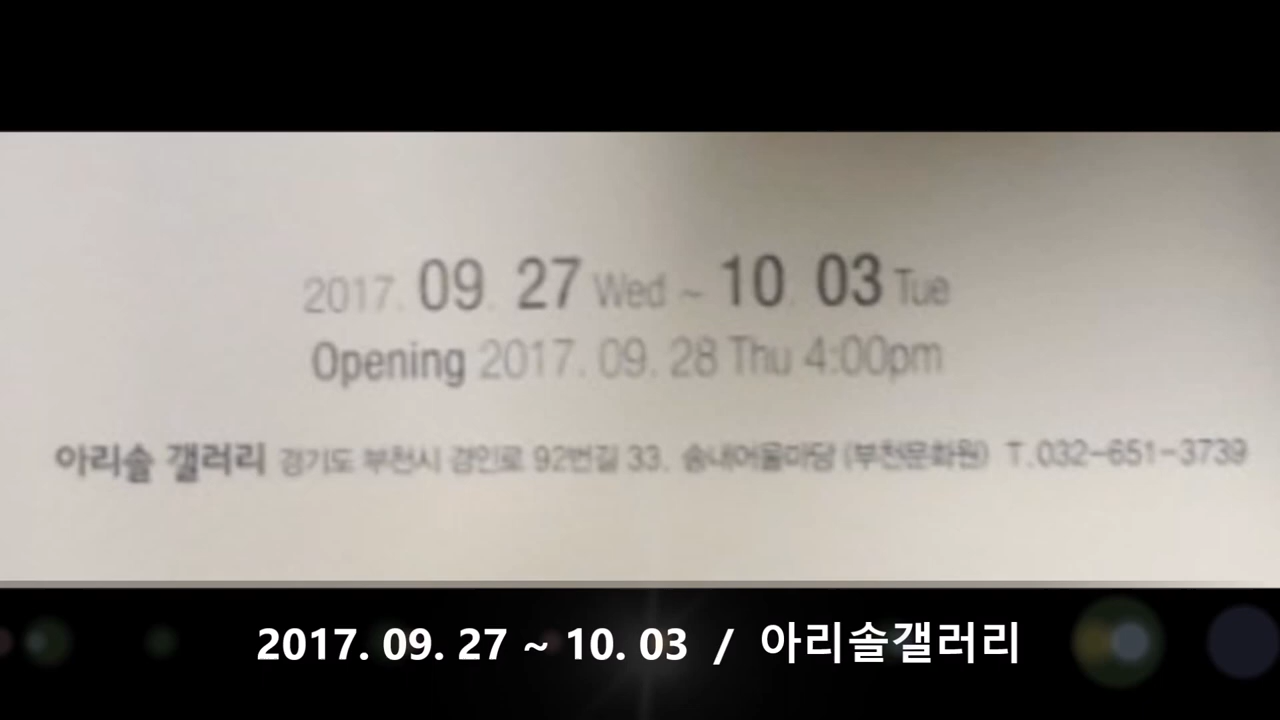 2017. 09. 27 Wed ~ 10. 03 Tue
Opening 2017. 09. 28 Thu 4:00pm
아리솔 갤러리 경기도 부천시 경인로 92번길 33, 송내어울마당 (부천문화원) T.032-651-3739
2017. 09. 27 ~ 10. 03 / 아리솔갤러리